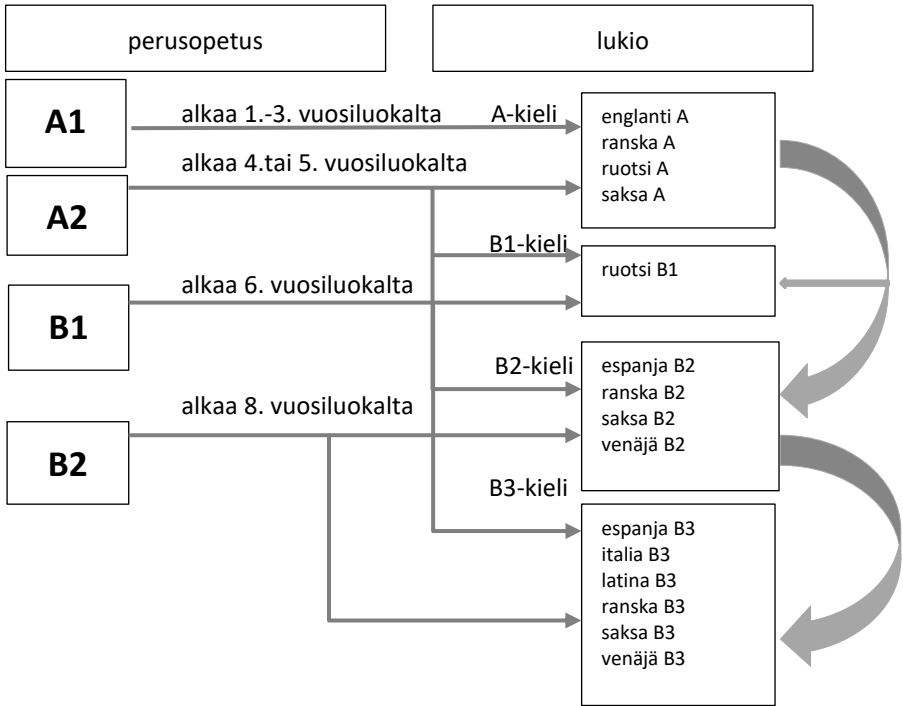 perusopetus
lukio
A1
alkaa 1.-3. vuosiluokalta
A-kieli
englanti A
ranska A
ruotsi A
saksa A
A2
alkaa 4.tai 5. vuosiluokalta
B1-kieli
ruotsi B1
B1
alkaa 6. vuosiluokalta
B2-kieli
espanja B2
ranska B2
saksa B2
venäjä B2
B2
alkaa 8. vuosiluokalta
B3-kieli
espanja B3
italia B3
latina B3
ranska B3
saksa B3
venäjä B3